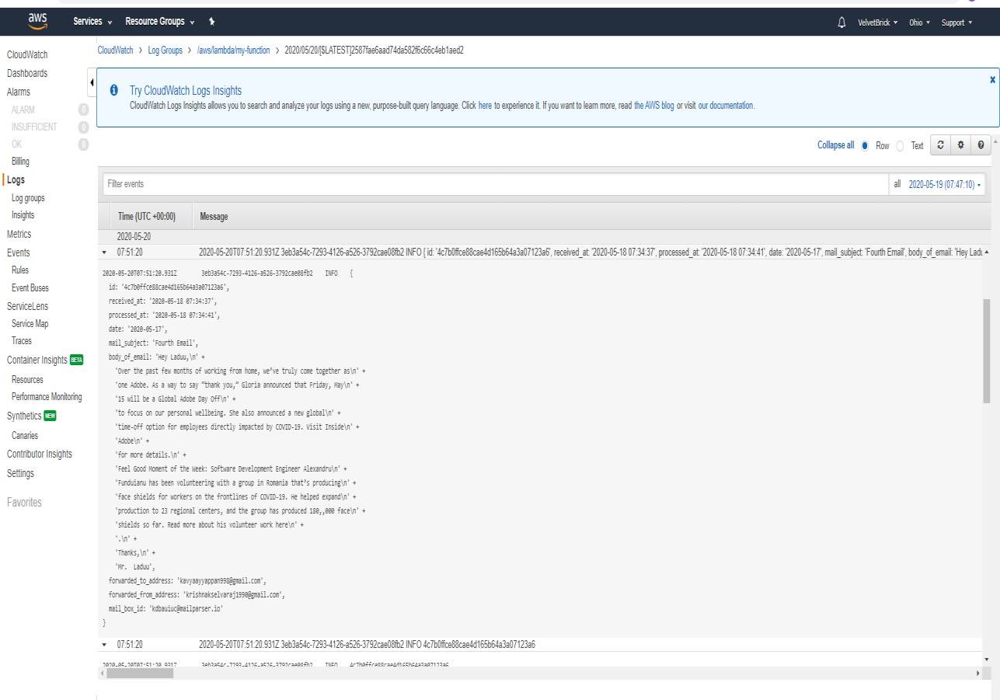 aws Services Resource Groups VelvetBrick Ohio Support
CloudWatch
Dashboards
Alarms
ALARM 0
INSUFFICIENT 0
OK 0
Billing
Logs
Log groups
Insights
Metrics
Events
Rules
Event Buses
ServiceLens
Service Map
Traces
Container Insights BETA
Resources
Performance Monitoring
Synthetics NEW
Canaries
Contributor Insights
Settings
Favorites
CloudWatch > Log Groups > /aws/lambda/my-function > 2020/05/20/[$LATEST]2587fae6aad74da582f6c66c4eb1aed2
Try CloudWatch Logs Insights
CloudWatch Logs Insights allows you to search and analyze your logs using a new, purpose-built query language. Click here to experience it. If you want to learn more, read the AWS blog or visit our documentation.
Collapse all Row Text
Filter events all 2020-05-19 (07:47:10)
Time (UTC +00:00) Message
2020-05-20
07:51:20 2020-05-20T07:51:20.931Z 3eb3a54c-7293-4126-a526-3792cae08fb2 INFO { id: '4c7b0ffce88cae4d165b64a3a07123a6', received_at: '2020-05-18 07:34:37', processed_at: '2020-05-18 07:34:41', date: '2020-05-17', mail_subject: 'Fourth Email', body_of_email: 'Hey Ladu
2020-05-20T07:51:20.931Z 3eb3a54c-7293-4126-a526-3792cae08fb2 INFO {
id: '4c7b0ffce88cae4d165b64a3a07123a6',
received_at: '2020-05-18 07:34:37',
processed_at: '2020-05-18 07:34:41',
date: '2020-05-17',
mail_subject: 'Fourth Email',
body_of_email: 'Hey Laduu,\n' +
'Over the past few months of working from home, we’ve truly come together as\n' +
'one Adobe. As a way to say “thank you,” Gloria announced that Friday, May\n' +
'15 will be a Global Adobe Day Off\n' +
'to focus on our personal wellbeing. She also announced a new global\n' +
'time-off option for employees directly impacted by COVID-19. Visit Inside\n' +
'Adobe\n' +
'for more details.\n' +
'Feel Good Moment of the Week: Software Development Engineer Alexandru\n' +
'Funduianu has been volunteering with a group in Romania that’s producing\n' +
'face shields for workers on the frontlines of COVID-19. He helped expand\n' +
'production to 23 regional centers, and the group has produced 180,,000 face\n' +
'shields so far. Read more about his volunteer work here\n' +
'.\n' +
'Thanks,\n' +
'Mr. Laduu',
forwarded_to_address: 'kavyaayyappan998@gmail.com',
forwarded_from_address: 'krishnakselvaraj1990@gmail.com',
mail_box_id: 'kdbauiuc@mailparser.io'
}
07:51:20 2020-05-20T07:51:20.931Z 3eb3a54c-7293-4126-a526-3792cae08fb2 INFO 4c7b0ffce88cae4d165b64a3a07123a6
2020-05-20T07:51:20.931Z 3eb3a54c-7293-4126-a526-3792cae08fb2 INFO 4c7b0ffce88cae4d165b64a3a07123a6